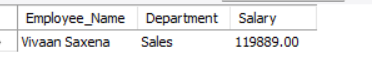 Employee_Name Department Salary
Vivaan Saxena Sales 119889.00